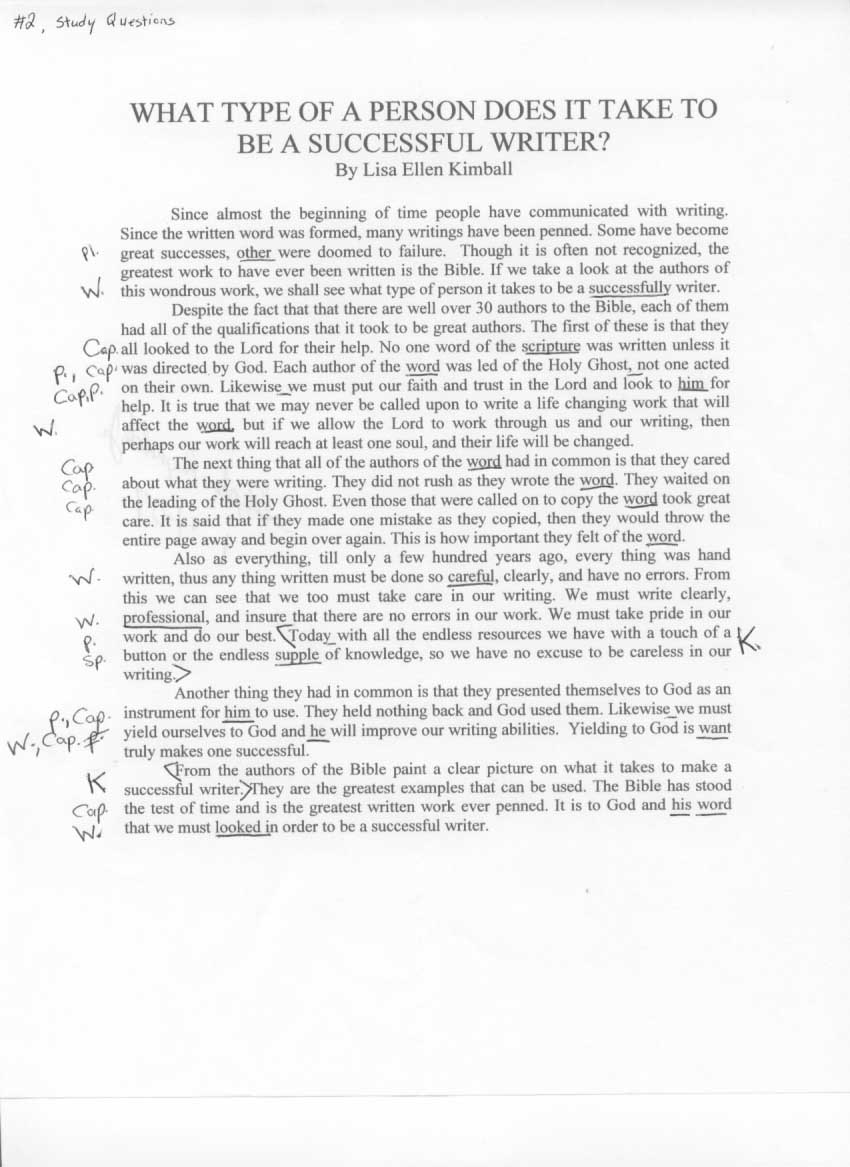 #2, Study Questions
WHAT TYPE OF A PERSON DOES IT TAKE TO
BE A SUCCESSFUL WRITER?
By Lisa Ellen Kimball
Since almost the beginning of time people have communicated with writing.
Since the written word was formed, many writings have been penned. Some have become
pl. great successes, other were doomed to failure. Though it is often not recognized, the
greatest work to have ever been written is the Bible. If we take a look at the authors of
W. this wondrous work, we shall see what type of person it takes to be a successfully writer.
Despite the fact that that there are well over 30 authors to the Bible, each of them
had all of the qualifications that it took to be great authors. The first of these is that they
Cap. all looked to the Lord for their help. No one word of the scripture was written unless it
P., Cap. was directed by God. Each author of the word was led of the Holy Ghost, not one acted
Cap, P. on their own. Likewise we must put our faith and trust in the Lord and look to him for
help. It is true that we may never be called upon to write a life changing work that will
W. affect the word, but if we allow the Lord to work through us and our writing, then
perhaps our work will reach at least one soul, and their life will be changed.
Cap The next thing that all of the authors of the word had in common is that they cared
Cap. about what they were writing. They did not rush as they wrote the word. They waited on
Cap the leading of the Holy Ghost. Even those that were called on to copy the word took great
care. It is said that if they made one mistake as they copied, then they would throw the
entire page away and begin over again. This is how important they felt of the word.
Also as everything, till only a few hundred years ago, every thing was hand
W. written, thus any thing written must be done so careful, clearly, and have no errors. From
this we can see that we too must take care in our writing. We must write clearly,
W. professional, and insure that there are no errors in our work. We must take pride in our
P. work and do our best. <Today with all the endless resources we have with a touch of a K.
Sp. button or the endless supple of knowledge, so we have no excuse to be careless in our
writing.>
Another thing they had in common is that they presented themselves to God as an
P., Cap. instrument for him to use. They held nothing back and God used them. Likewise we must
W., Cap. yield ourselves to God and he will improve our writing abilities. Yielding to God is want
truly makes one successful.
K <From the authors of the Bible paint a clear picture on what it takes to make a
successful writer.> They are the greatest examples that can be used. The Bible has stood
Cap. the test of time and is the greatest written work ever penned. It is to God and his word
W. that we must looked in order to be a successful writer.